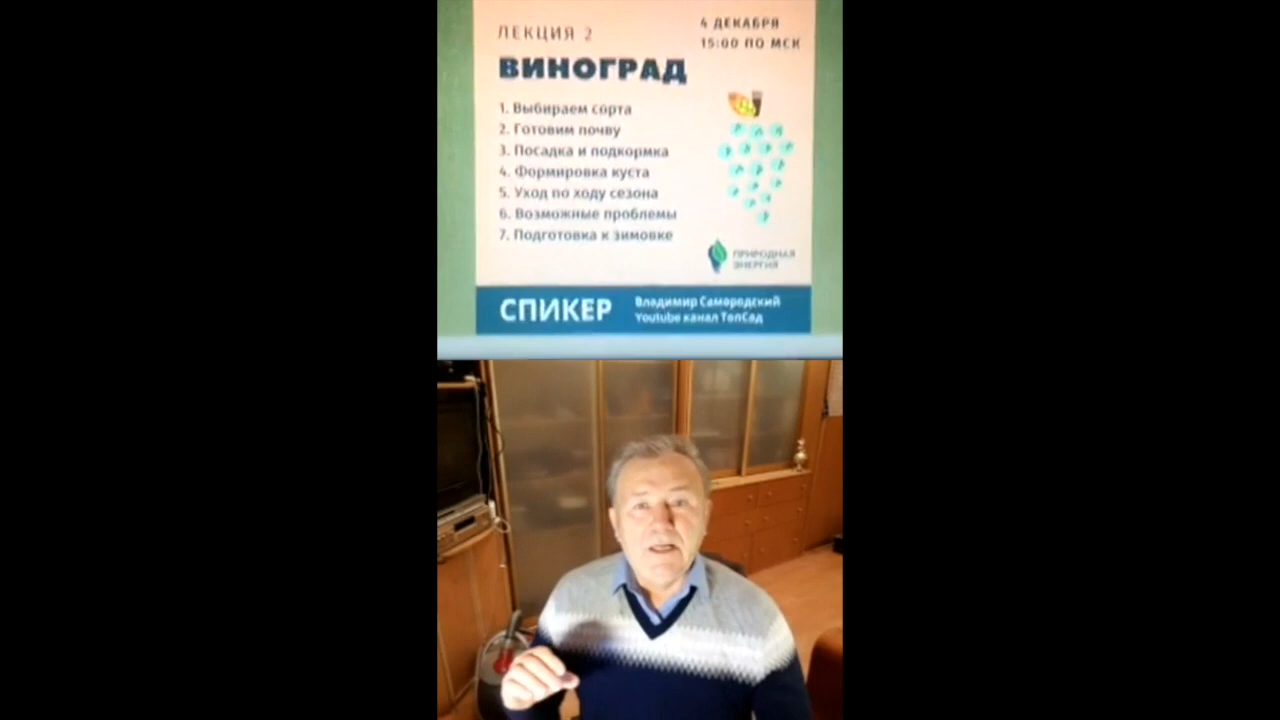 ЛЕКЦИЯ 2
4 ДЕКАБРЯ
15:00 ПО МСК
ВИНОГРАД
1. Выбираем сорта
2. Готовим почву
3. Посадка и подкормка
4. Формировка куста
5. Уход по ходу сезона
6. Возможные проблемы
7. Подготовка к зимовке
ПРИРОДНАЯ
ЭНЕРГИЯ
СПИКЕР
Владимир Самородский
Youtube канал ТопСад